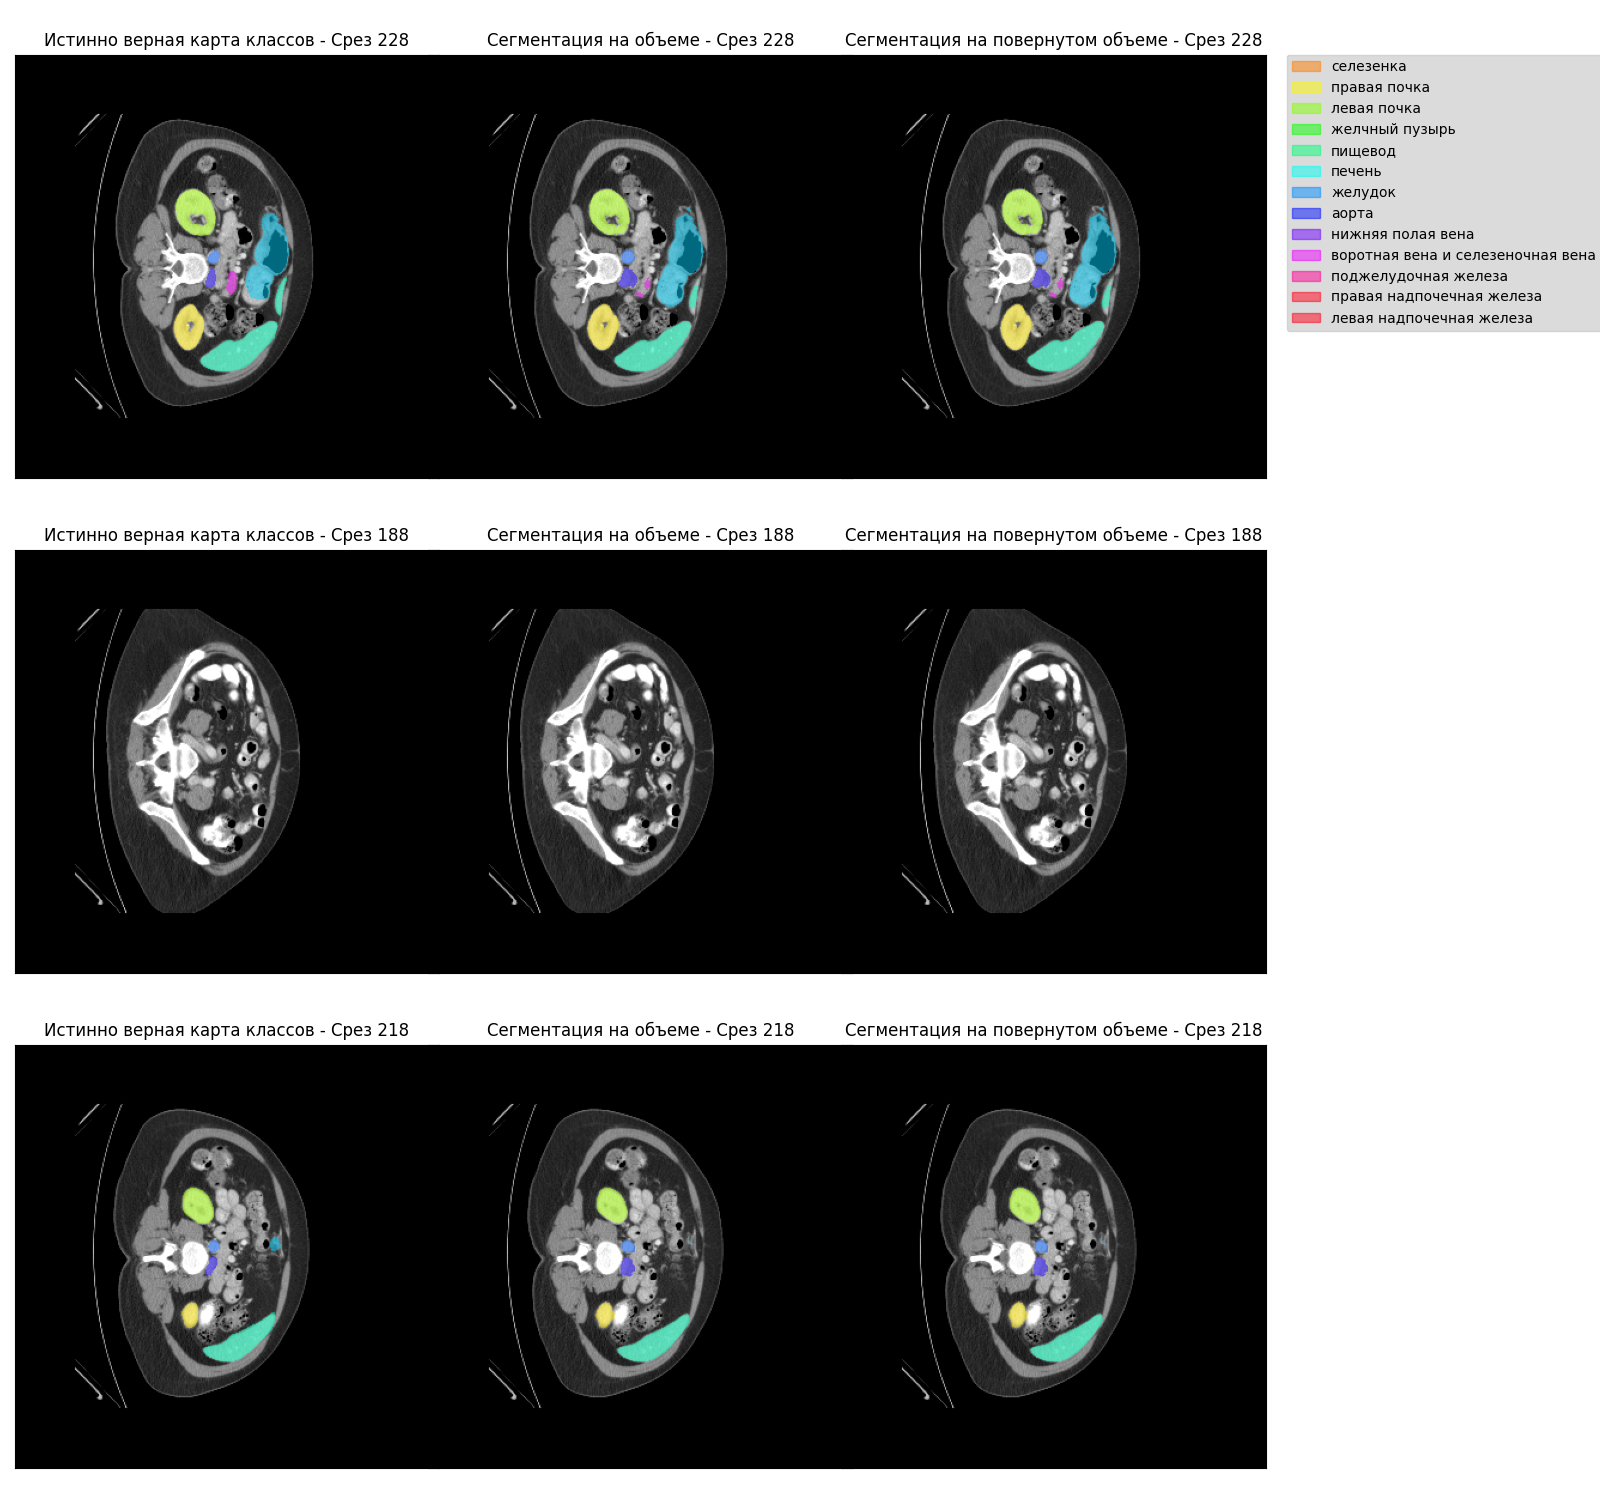 Истинно верная карта классов - Срез 228
Сегментация на объеме - Срез 228
Сегментация на повернутом объеме - Срез 228
селезенка
правая почка
левая почка
желчный пузырь
пищевод
печень
желудок
аорта
нижняя полая вена
воротная вена и селезеночная вена
поджелудочная железа
правая надпочечная железа
левая надпочечная железа
Истинно верная карта классов - Срез 188
Сегментация на объеме - Срез 188
Сегментация на повернутом объеме - Срез 188
Истинно верная карта классов - Срез 218
Сегментация на объеме - Срез 218
Сегментация на повернутом объеме - Срез 218